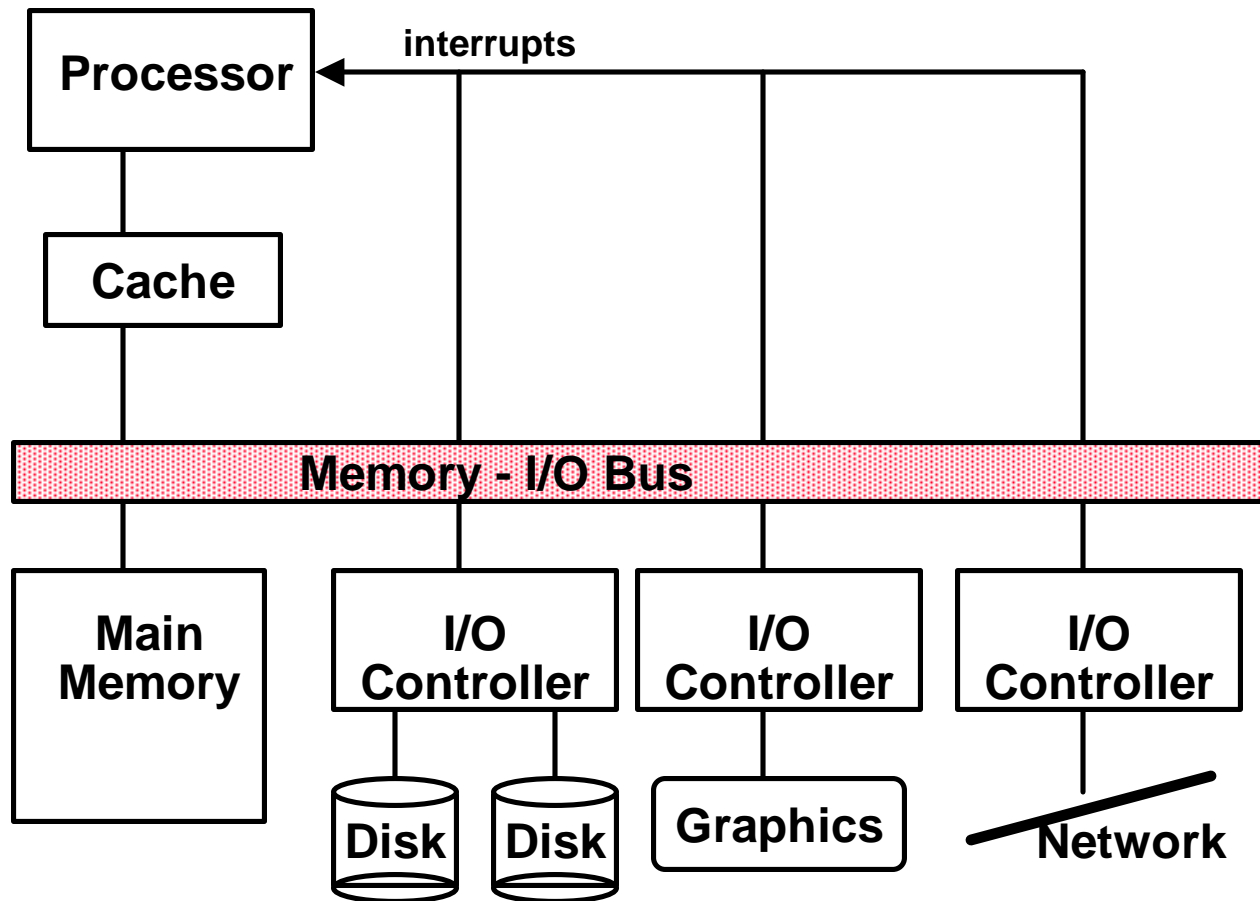 interrupts
Processor
Cache
Memory - I/O Bus
Main
Memory
I/O
Controller
I/O
Controller
I/O
Controller
Disk
Disk
Graphics
Network